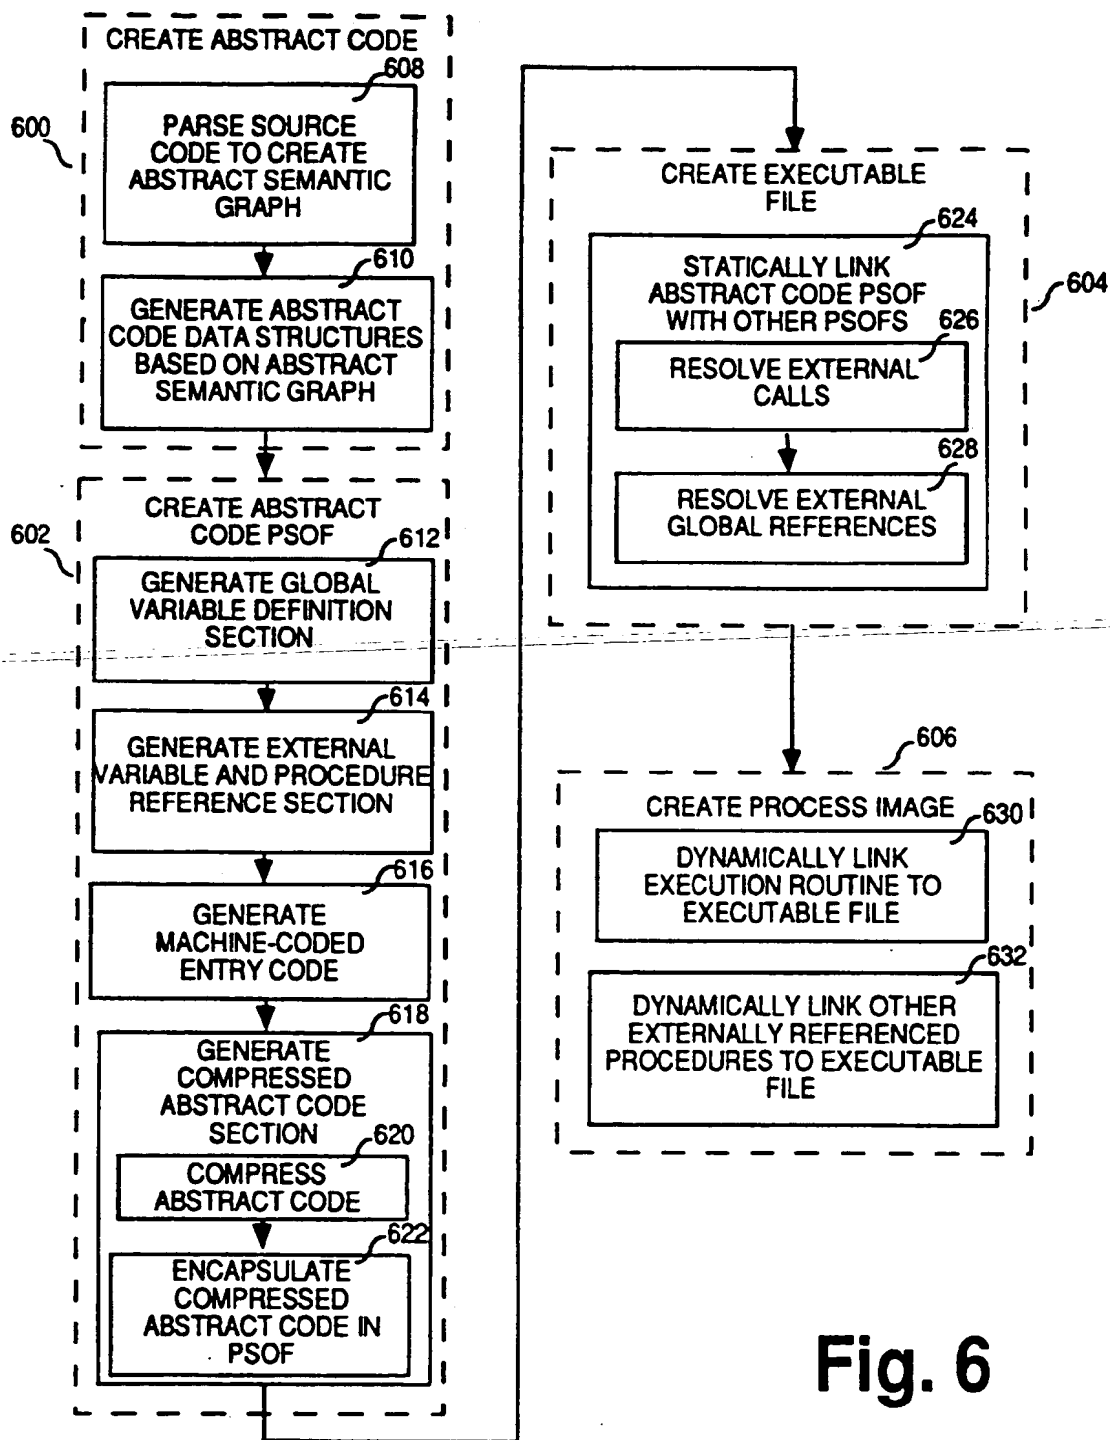 CREATE ABSTRACT CODE
608
600
PARSE SOURCE
CODE TO CREATE
ABSTRACT SEMANTIC
GRAPH
610
GENERATE ABSTRACT
CODE DATA STRUCTURES
BASED ON ABSTRACT
SEMANTIC GRAPH
CREATE ABSTRACT
CODE PSOF
602
612
GENERATE GLOBAL
VARIABLE DEFINITION
SECTION
614
GENERATE EXTERNAL
VARIABLE AND PROCEDURE
REFERENCE SECTION
616
GENERATE
MACHINE-CODED
ENTRY CODE
618
GENERATE
COMPRESSED
ABSTRACT CODE
SECTION
620
COMPRESS
ABSTRACT CODE
622
ENCAPSULATE
COMPRESSED
ABSTRACT CODE IN
PSOF
CREATE EXECUTABLE
FILE
624
604
STATICALLY LINK
ABSTRACT CODE PSOF
WITH OTHER PSOFS
626
RESOLVE EXTERNAL
CALLS
628
RESOLVE EXTERNAL
GLOBAL REFERENCES
606
CREATE PROCESS IMAGE
630
DYNAMICALLY LINK
EXECUTION ROUTINE TO
EXECUTABLE FILE
632
DYNAMICALLY LINK OTHER
EXTERNALLY REFERENCED
PROCEDURES TO EXECUTABLE
FILE
Fig. 6